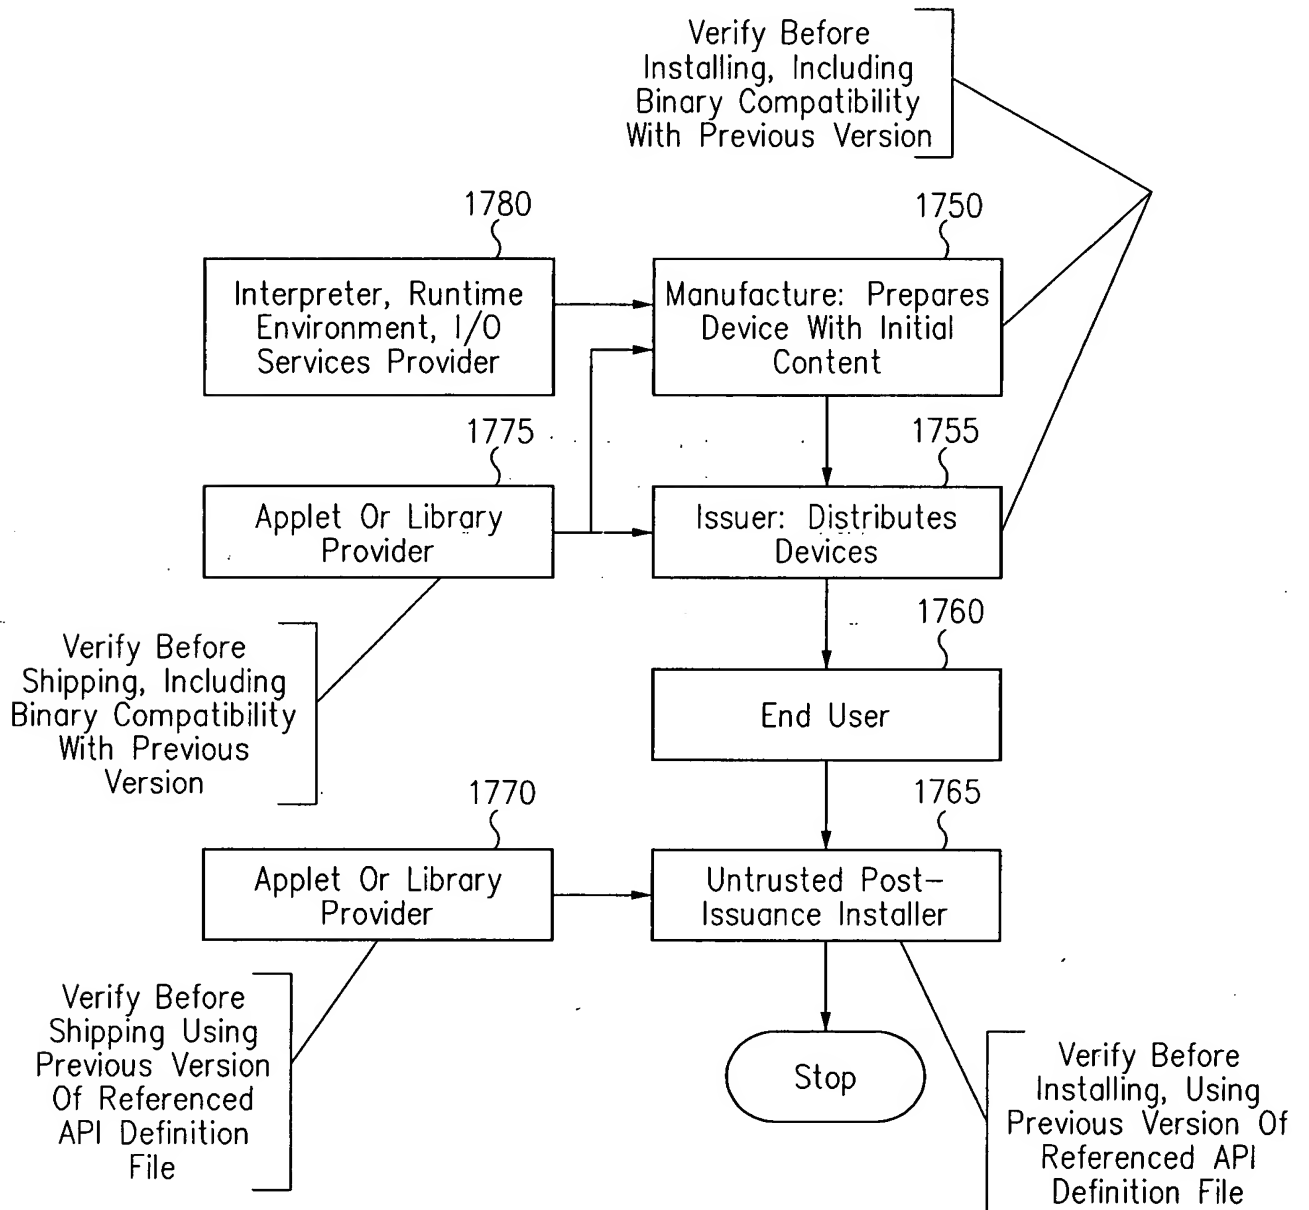 Verify Before
Installing, Including
Binary Compatibility
With Previous Version
1780
1750
Interpreter, Runtime
Environment, I/O
Services Provider
Manufacture: Prepares
Device With Initial
Content
1775
1755
Applet Or Library
Provider
Issuer: Distributes
Devices
Verify Before
Shipping, Including
Binary Compatibility
With Previous
Version
1760
End User
1770
1765
Applet Or Library
Provider
Untrusted Post-
Issuance Installer
Verify Before
Shipping Using
Previous Version
Of Referenced
API Definition
File
Stop
Verify Before
Installing, Using
Previous Version Of
Referenced API
Definition File